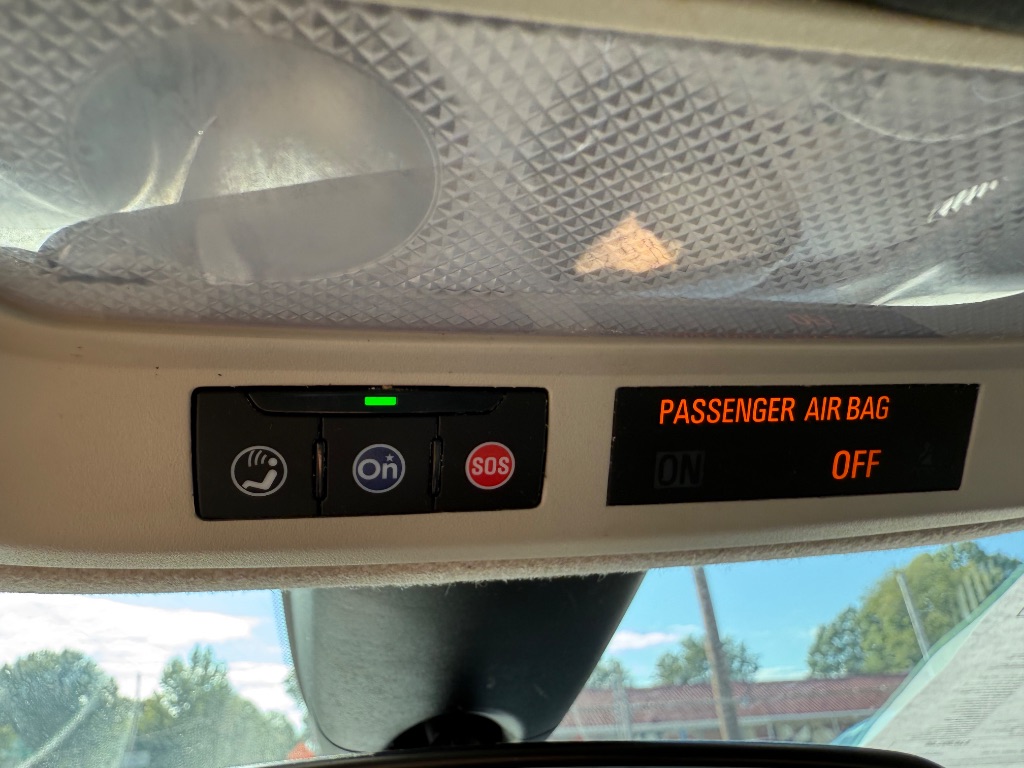 PASSENGER AIR BAG
ON OFF
On
SOS